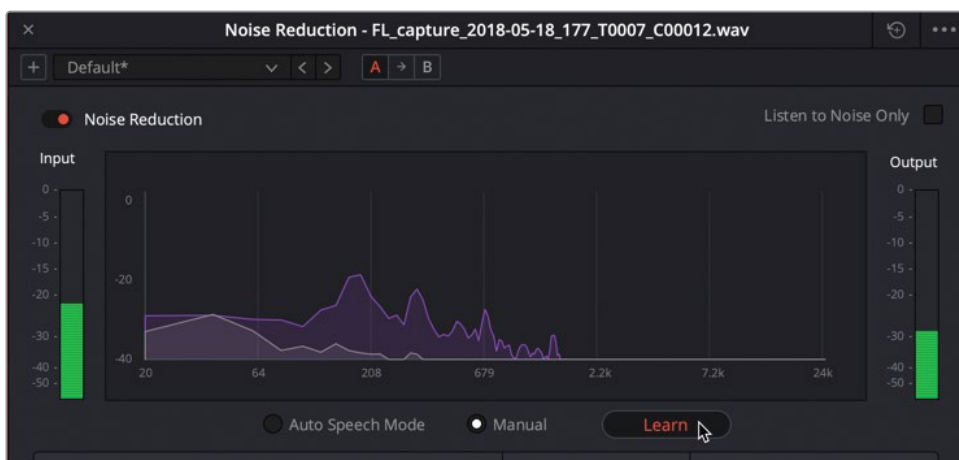 Noise Reduction - FL_capture_2018-05-18_177_T0007_C00012.wav
Default*
A
B
Noise Reduction
Listen to Noise Only
Input
Output
0
-5
-10
-15
-20
-30
-40
-50
0
-20
-40
20 64 208 679 2.2k 7.2k 24k
0
-5
-10
-15
-20
-30
-40
-50
Auto Speech Mode
Manual
Learn